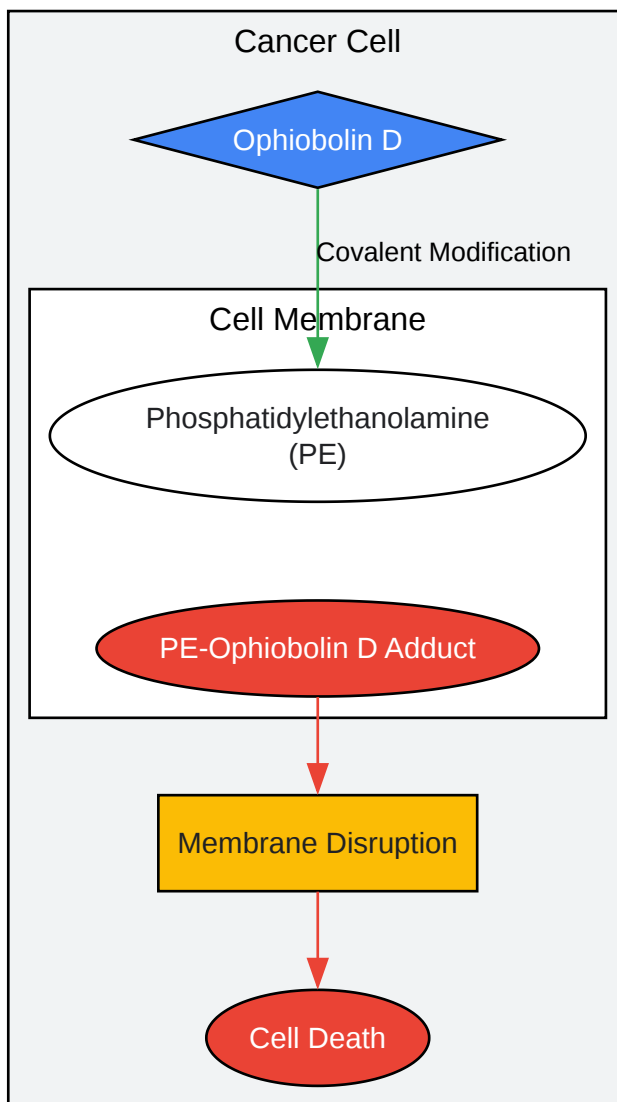 Cancer Cell
Ophiobolin D
Covalent Modification
Cell Membrane
Phosphatidylethanolamine
(PE)
PE-Ophiobolin D Adduct
Membrane Disruption
Cell Death